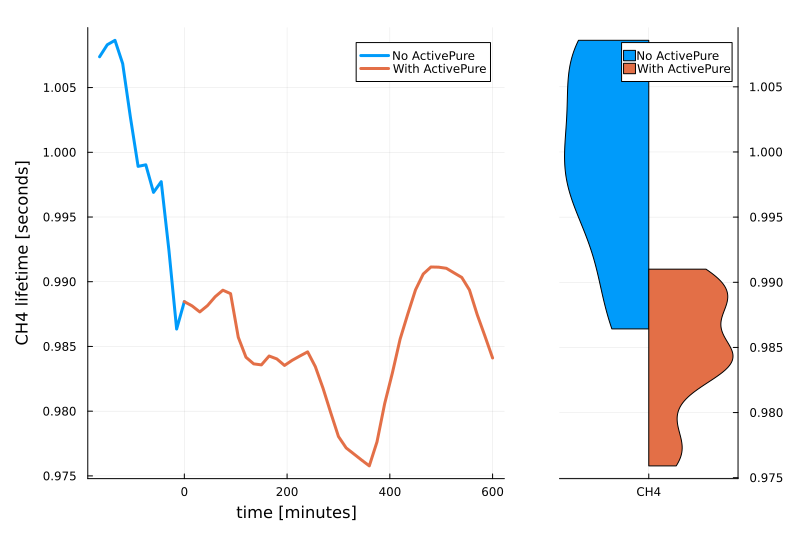 No ActivePure
With ActivePure
1.005
1.000
0.995
0.990
0.985
0.980
0.975
CH4 lifetime [seconds]
0
200
400
600
time [minutes]
No ActivePure
With ActivePure
1.005
1.000
0.995
0.990
0.985
0.980
0.975
CH4